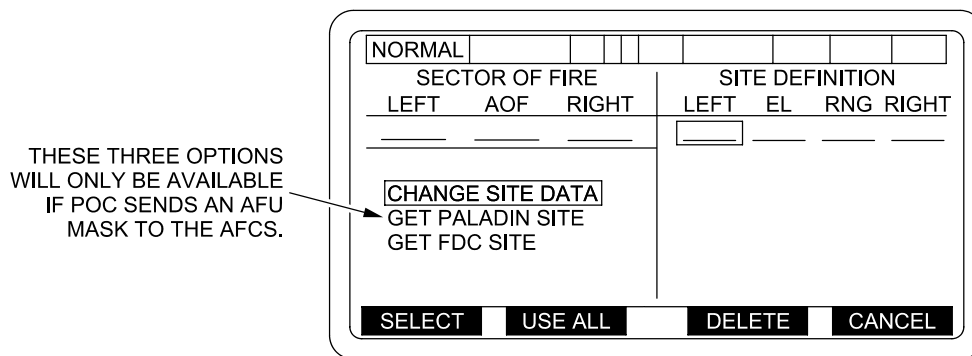 NORMAL
SECTOR OF FIRE
SITE DEFINITION
LEFT AOF RIGHT
LEFT EL RNG RIGHT
THESE THREE OPTIONS
WILL ONLY BE AVAILABLE
IF POC SENDS AN AFU
MASK TO THE AFCS.
CHANGE SITE DATA
GET PALADIN SITE
GET FDC SITE
SELECT USE ALL DELETE CANCEL